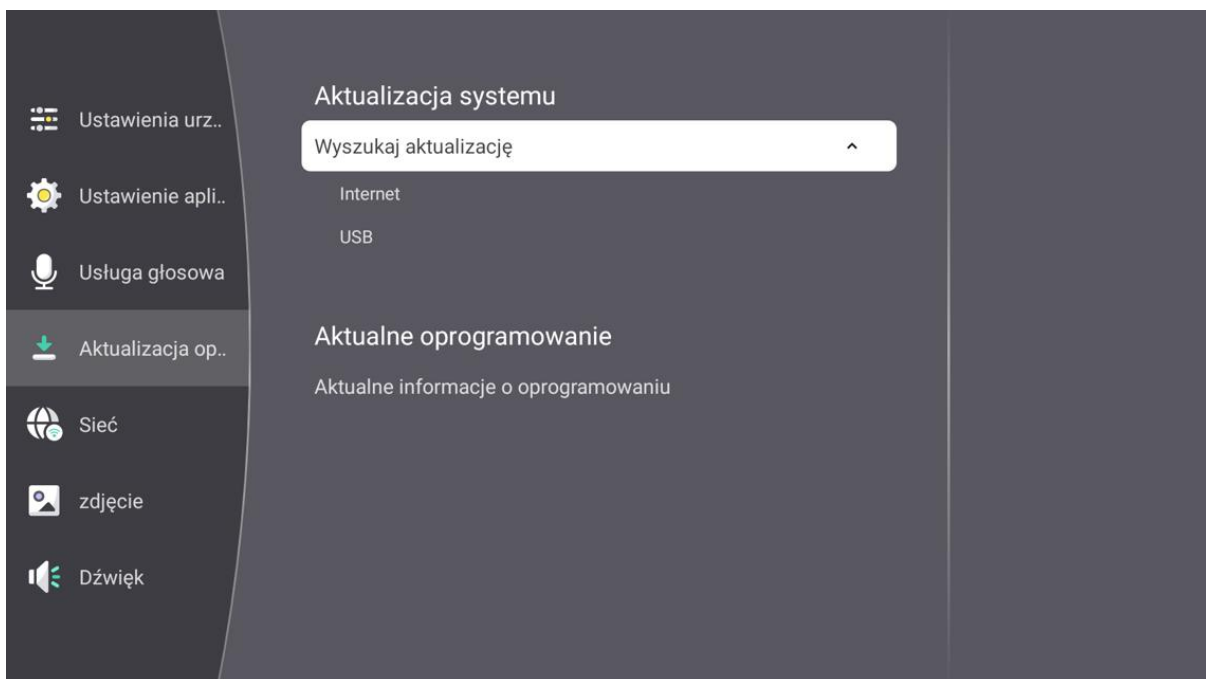 Ustawienia urz..
Ustawienie apli..
Usługa głosowa
Aktualizacja op..
Sieć
zdjęcie
Dźwięk
Aktualizacja systemu
Wyszukaj aktualizację
Internet
USB
Aktualne oprogramowanie
Aktualne informacje o oprogramowaniu